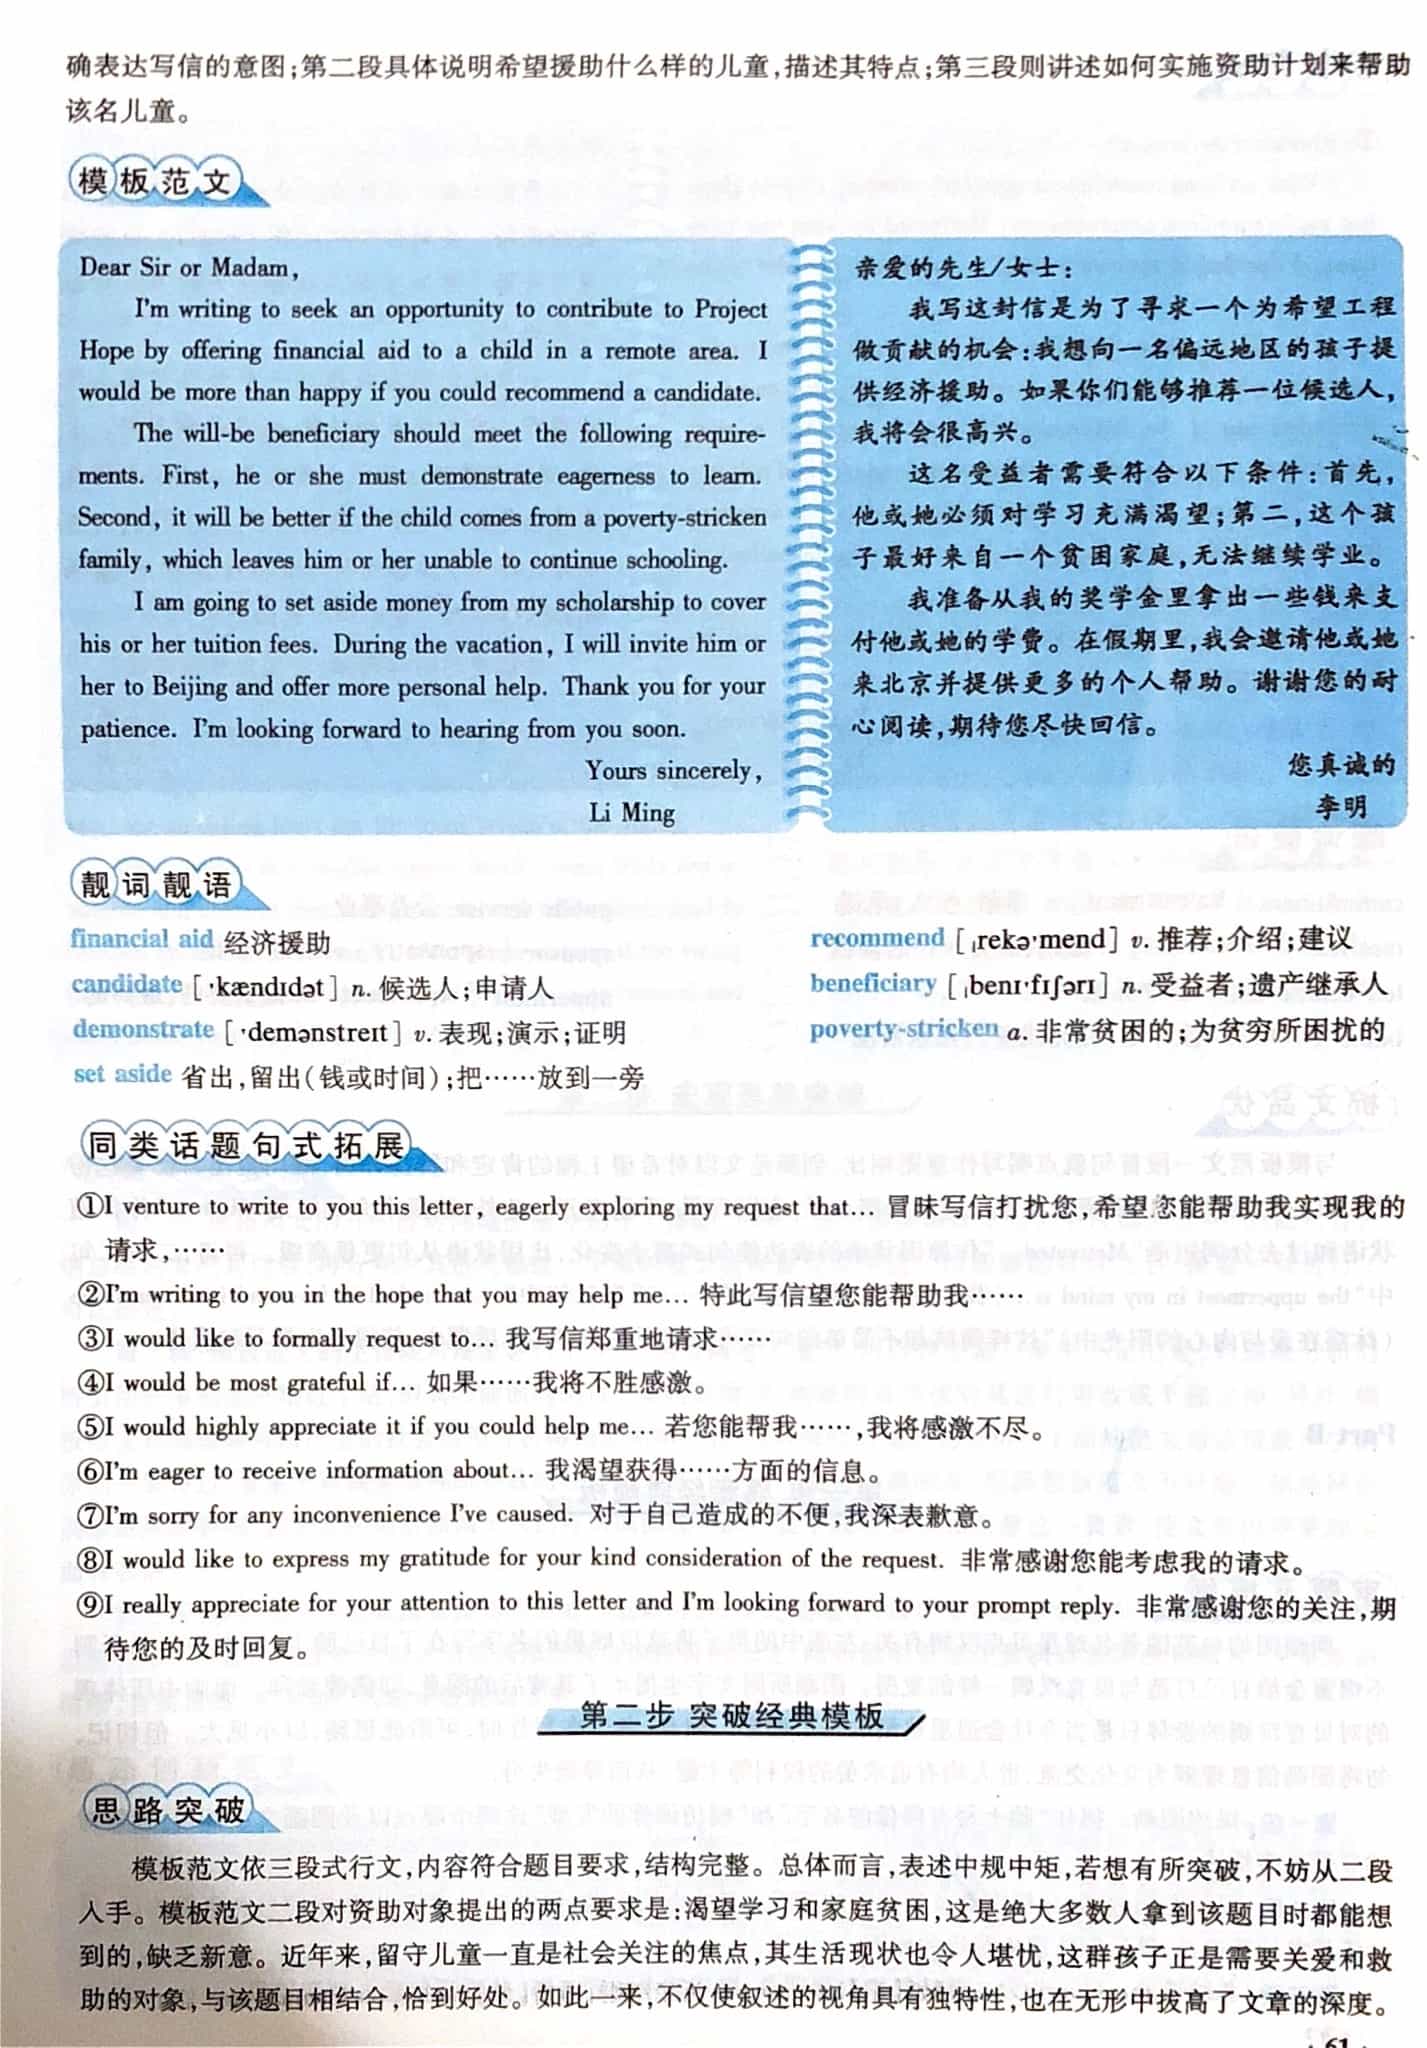 确表达写信的意图；第二段具体说明希望援助什么样的儿童，描述其特点；第三段则讲述如何实施资助计划来帮助
该名儿童。
模板范文
Dear Sir or Madam,
I'm writing to seek an opportunity to contribute to Project
Hope by offering financial aid to a child in a remote area. I
would be more than happy if you could recommend a candidate.
The will-be beneficiary should meet the following require-
ments. First, he or she must demonstrate eagerness to learn.
Second, it will be better if the child comes from a poverty-stricken
family, which leaves him or her unable to continue schooling.
I am going to set aside money from my scholarship to cover
his or her tuition fees. During the vacation, I will invite him or
her to Beijing and offer more personal help. Thank you for your
patience. I'm looking forward to hearing from you soon.
Yours sincerely,
Li Ming
亲爱的先生/女士：
我写这封信是为了寻求一个为希望工程
做贡献的机会：我想向一名偏远地区的孩子提
供经济援助。如果你们能够推荐一位候选人，
我将会很高兴。
这名受益者需要符合以下条件：首先，
他或她必须对学习充满渴望；第二，这个孩
子最好来自一个贫困家庭，无法继续学业。
我准备从我的奖学金里拿出一些钱来支
付他或她的学费。在假期里，我会邀请他或她
来北京并提供更多的个人帮助。谢谢您的耐
心阅读，期待您尽快回信。
您真诚的
李明
靓词靓语
financial aid 经济援助
recommend [ˌrekəˈmend] v. 推荐；介绍；建议
candidate [ˈkændɪdət] n. 候选人；申请人
beneficiary [ˌbenɪˈfɪʃərɪ] n. 受益者；遗产继承人
demonstrate [ˈdemənstreɪt] v. 表现；演示；证明
poverty-stricken a. 非常贫困的；为贫穷所困扰的
set aside 省出，留出（钱或时间）；把……放到一旁
同类话题句式拓展
①I venture to write to you this letter, eagerly exploring my request that... 冒昧写信打扰您，希望您能帮助我实现我的
请求，……
②I'm writing to you in the hope that you may help me... 特此写信望您能帮助我……
③I would like to formally request to... 我写信郑重地请求……
④I would be most grateful if... 如果……我将不胜感激。
⑤I would highly appreciate it if you could help me... 若您能帮我……，我将感激不尽。
⑥I'm eager to receive information about... 我渴望获得……方面的信息。
⑦I'm sorry for any inconvenience I've caused. 对于自己造成的不便，我深表歉意。
⑧I would like to express my gratitude for your kind consideration of the request. 非常感谢您能考虑我的请求。
⑨I really appreciate for your attention to this letter and I'm looking forward to your prompt reply. 非常感谢您的关注，期
待您的及时回复。
第二步 突破经典模板
思路突破
模板范文依三段式行文，内容符合题目要求，结构完整。总体而言，表述中规中矩，若想有所突破，不妨从二段
入手。模板范文二段对资助对象提出的两点要求是：渴望学习和家庭贫困，这是绝大多数人拿到该题目时都能想
到的，缺乏新意。近年来，留守儿童一直是社会关注的焦点，其生活现状也令人堪忧，这群孩子正是需要关爱和救
助的对象，与该题目相结合，恰到好处。如此一来，不仅使叙述的视角具有独特性，也在无形中拔高了文章的深度。
· 61 ·